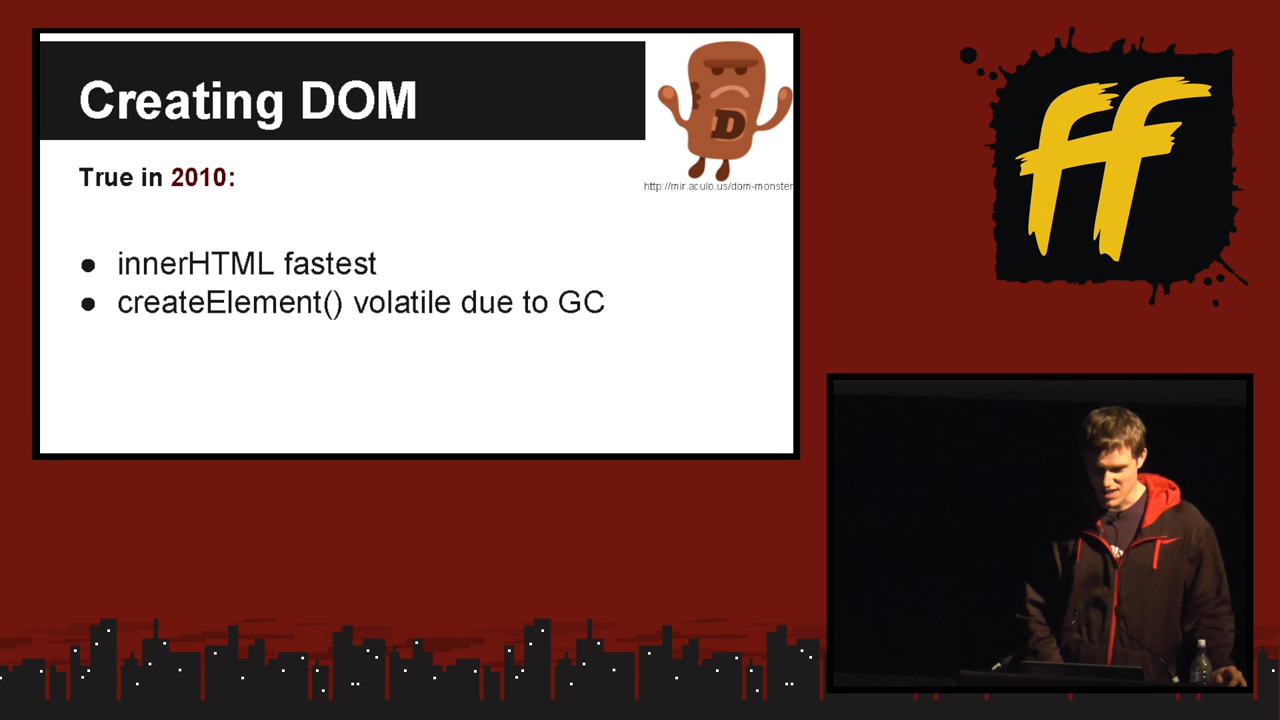 Creating DOM
D
http://mir.aculo.us/dom-monster
True in 2010:
● innerHTML fastest
● createElement() volatile due to GC
ff